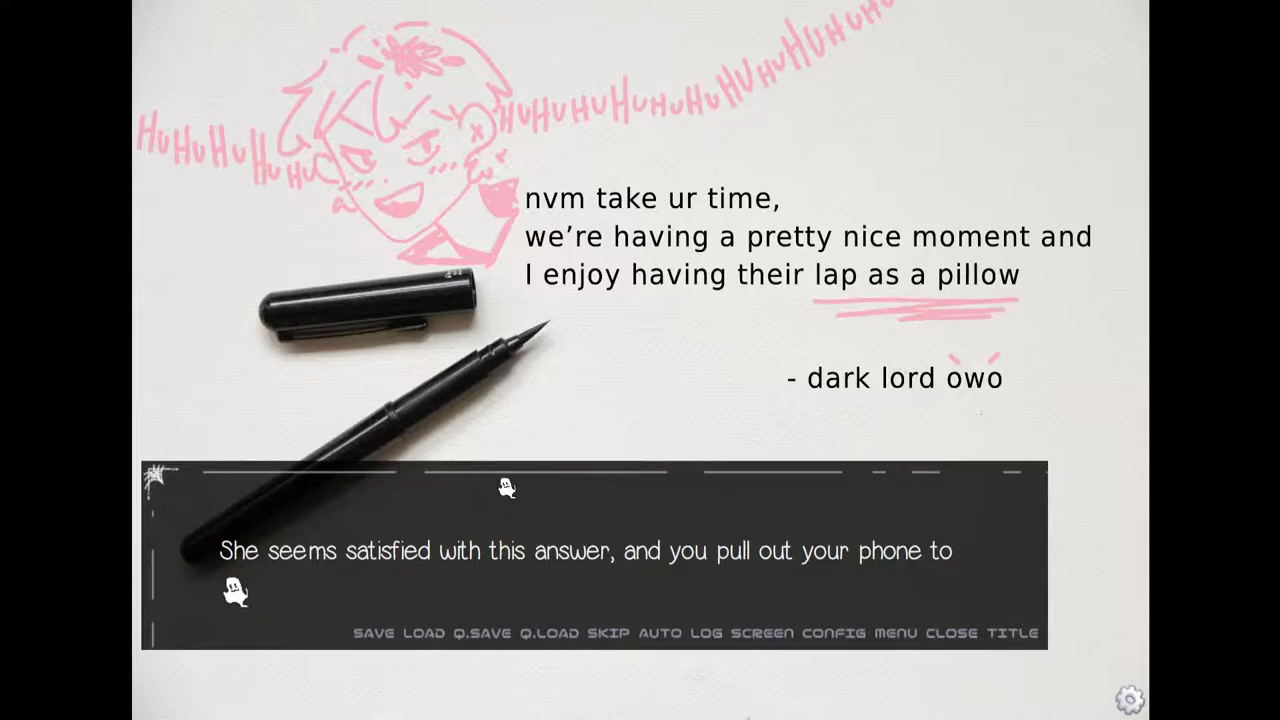 HUHUHUHUHUHU HUHUHUHUHUHUHUHUHUHUHUHUHU
nvm take ur time,
we’re having a pretty nice moment and
I enjoy having their lap as a pillow
- dark lord owo
She seems satisfied with this answer, and you pull out your phone to
SAVE LOAD Q.SAVE Q.LOAD SKIP AUTO LOG SCREEN CONFIG MENU CLOSE TITLE